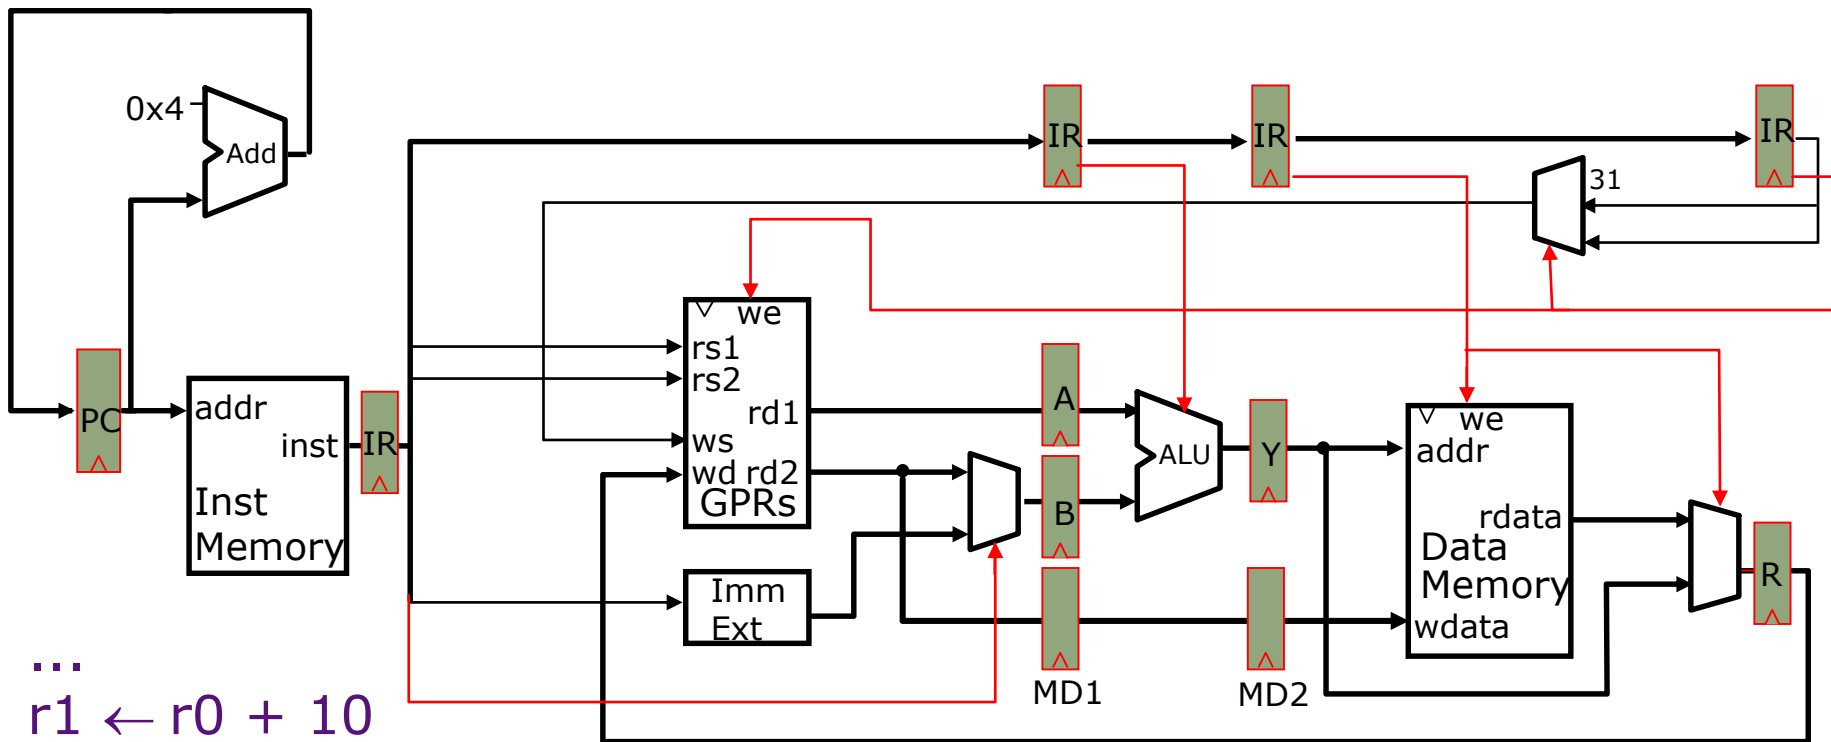 0x4
Add
IR
IR
IR
31
we
rs1
rs2
rd1
ws
wd rd2
GPRs
PC
addr
inst
Inst
Memory
IR
A
B
ALU
Y
we
addr
rdata
Data
Memory
wdata
R
Imm
Ext
MD1
MD2
...
r1 ← r0 + 10